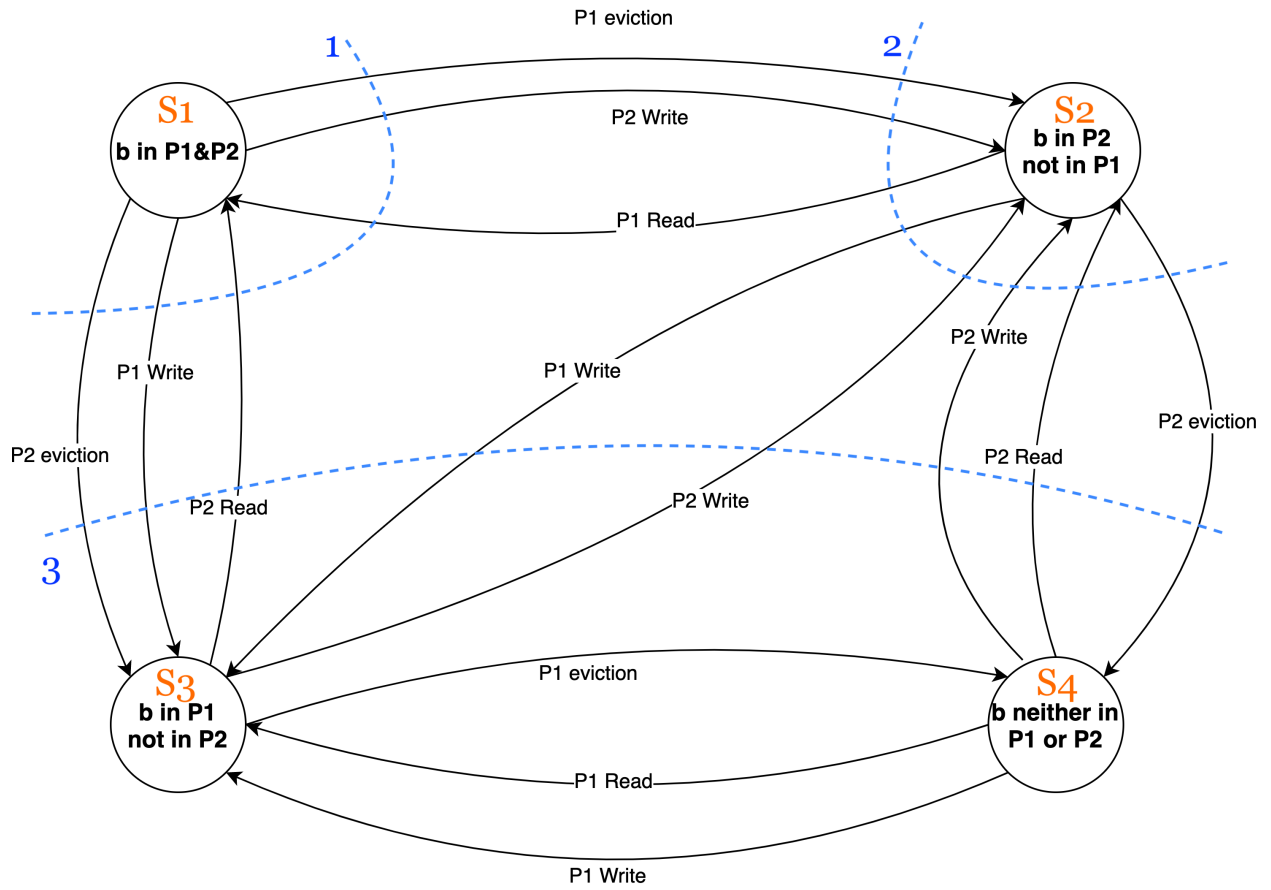 P1 eviction
1
2
S1
b in P1&P2
S2
b in P2
not in P1
P2 Write
P1 Read
P2 Write
P1 Write
P1 Write
P2 eviction
P2 eviction
P2 Read
P2 Read
P2 Write
3
S3
b in P1
not in P2
P1 eviction
S4
b neither in
P1 or P2
P1 Read
P1 Write